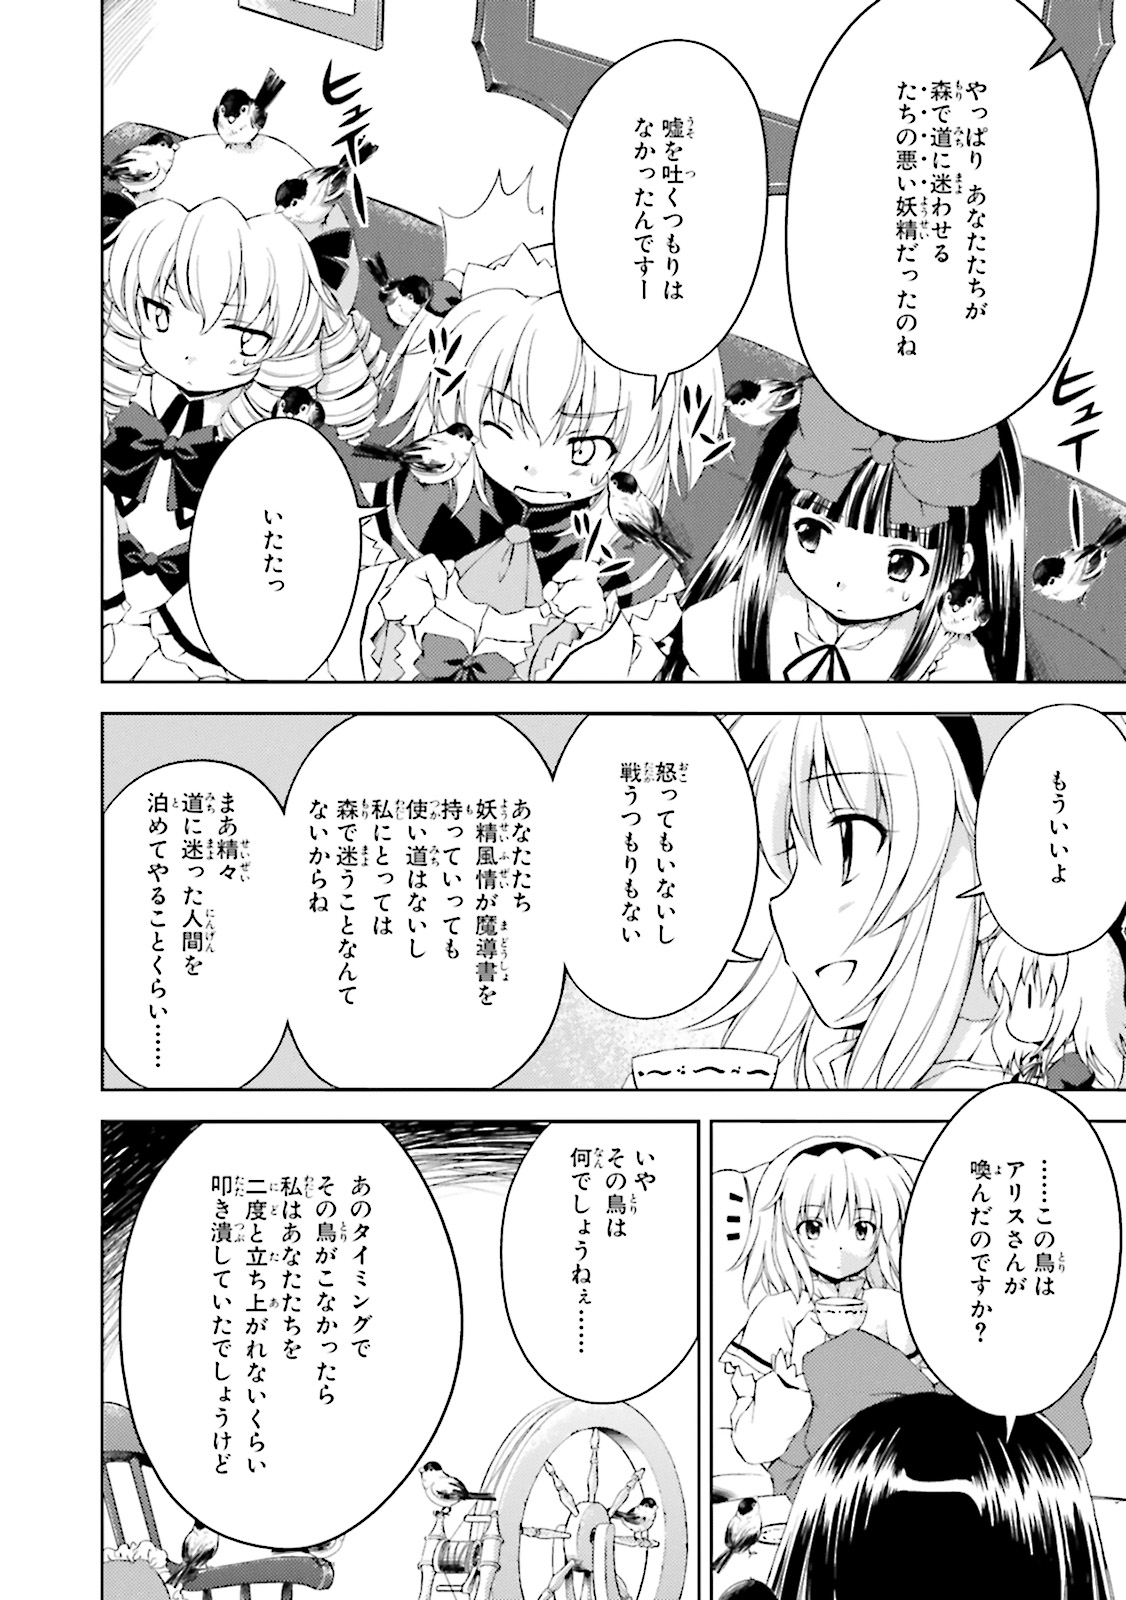 やっぱり あなたたちが
森で道に迷わせる
たちの悪い妖精だったのね
嘘を吐くつもりは
なかったんですー
ヒュデー
ヒュイー
いたたっ
もういいよ
怒ってもいないし
戦うつもりもない
あなたたち
妖精風情が魔導書を
持っていっても
使い道はないし
私にとっては
森で迷うことなんて
ないからね
まあ精々
道に迷った人間を
泊めてやることくらい……
……この鳥は
アリスさんが
喚んだのですか?
いや
その鳥は
何でしょうねぇ……
あのタイミングで
その鳥がこなかったら
私はあなたたちを
二度と立ち上がれないくらい
叩き潰していたでしょうけど